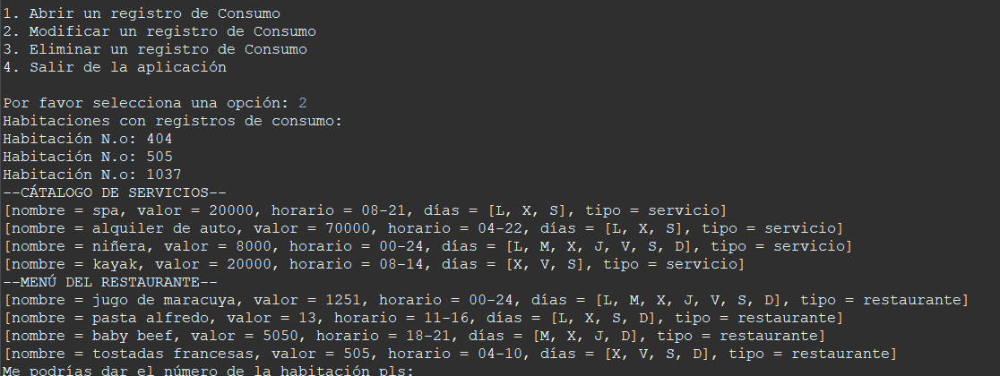 1. Abrir un registro de Consumo
2. Modificar un registro de Consumo
3. Eliminar un registro de Consumo
4. Salir de la aplicación
Por favor selecciona una opción: 2
Habitaciones con registros de consumo:
Habitación N.o: 404
Habitación N.o: 505
Habitación N.o: 1037
--CÁTALOGO DE SERVICIOS--
[nombre = spa, valor = 20000, horario = 08-21, días = [L, X, S], tipo = servicio]
[nombre = alquiler de auto, valor = 70000, horario = 04-22, días = [L, X, S], tipo = servicio]
[nombre = niñera, valor = 8000, horario = 00-24, días = [L, M, X, J, V, S, D], tipo = servicio]
[nombre = kayak, valor = 20000, horario = 08-14, días = [X, V, S], tipo = servicio]
--MENÚ DEL RESTAURANTE--
[nombre = jugo de maracuya, valor = 1251, horario = 00-24, días = [L, M, X, J, V, S, D], tipo = restaurante]
[nombre = pasta alfredo, valor = 13, horario = 11-16, días = [L, X, S, D], tipo = restaurante]
[nombre = baby beef, valor = 5050, horario = 18-21, días = [M, X, J, D], tipo = restaurante]
[nombre = tostadas francesas, valor = 505, horario = 04-10, días = [X, V, S, D], tipo = restaurante]
Me podrías dar el número de la habitación pls: